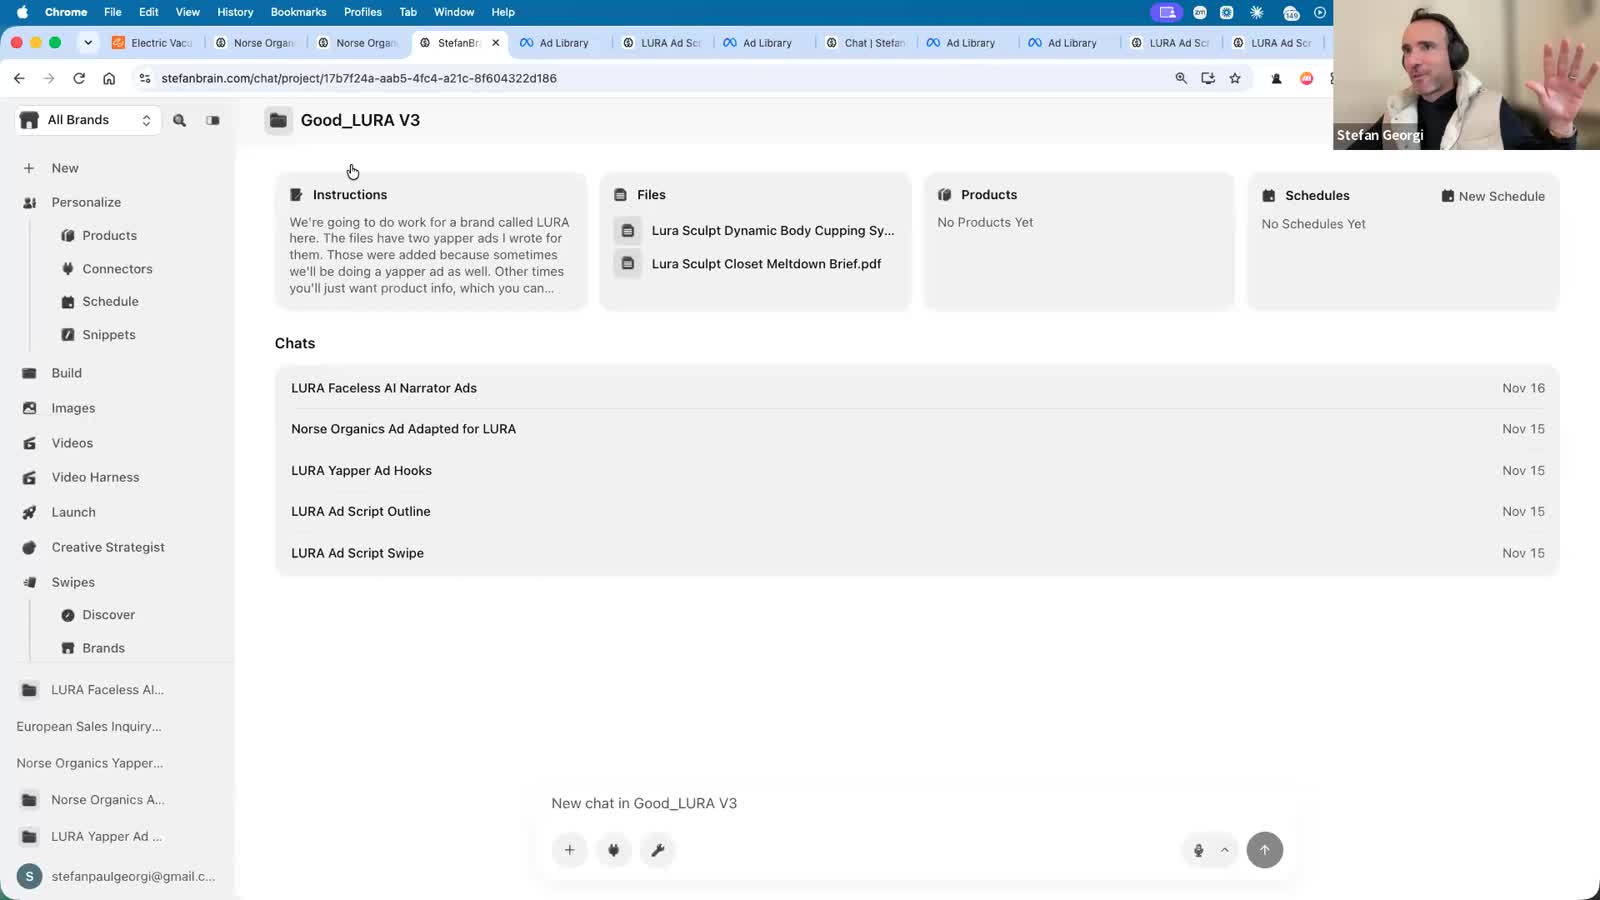 Chrome File Edit View History Bookmarks Profiles Tab Window Help
zm
149
Electric Vacu
Norse Organ
Norse Organ
StefanBra
Ad Library
LURA Ad Scr
Ad Library
Chat | Stefan
Ad Library
Ad Library
LURA Ad Scr
LURA Ad Scr
stefanbrain.com/chat/project/17b7f24a-aab5-4fc4-a21c-8f604322d186
Stefan Georgi
All Brands
Good_LURA V3
New
Personalize
Products
Connectors
Schedule
Snippets
Build
Images
Videos
Video Harness
Launch
Creative Strategist
Swipes
Discover
Brands
LURA Faceless AI...
European Sales Inquiry...
Norse Organics Yapper...
Norse Organics A...
LURA Yapper Ad ...
S stefanpaulgeorgi@gmail.c...
Instructions
We're going to do work for a brand called LURA
here. The files have two yapper ads I wrote for
them. Those were added because sometimes
we'll be doing a yapper ad as well. Other times
you'll just want product info, which you can...
Files
Lura Sculpt Dynamic Body Cupping Sy...
Lura Sculpt Closet Meltdown Brief.pdf
Products
No Products Yet
Schedules
New Schedule
No Schedules Yet
Chats
LURA Faceless AI Narrator Ads Nov 16
Norse Organics Ad Adapted for LURA Nov 15
LURA Yapper Ad Hooks Nov 15
LURA Ad Script Outline Nov 15
LURA Ad Script Swipe Nov 15
New chat in Good_LURA V3